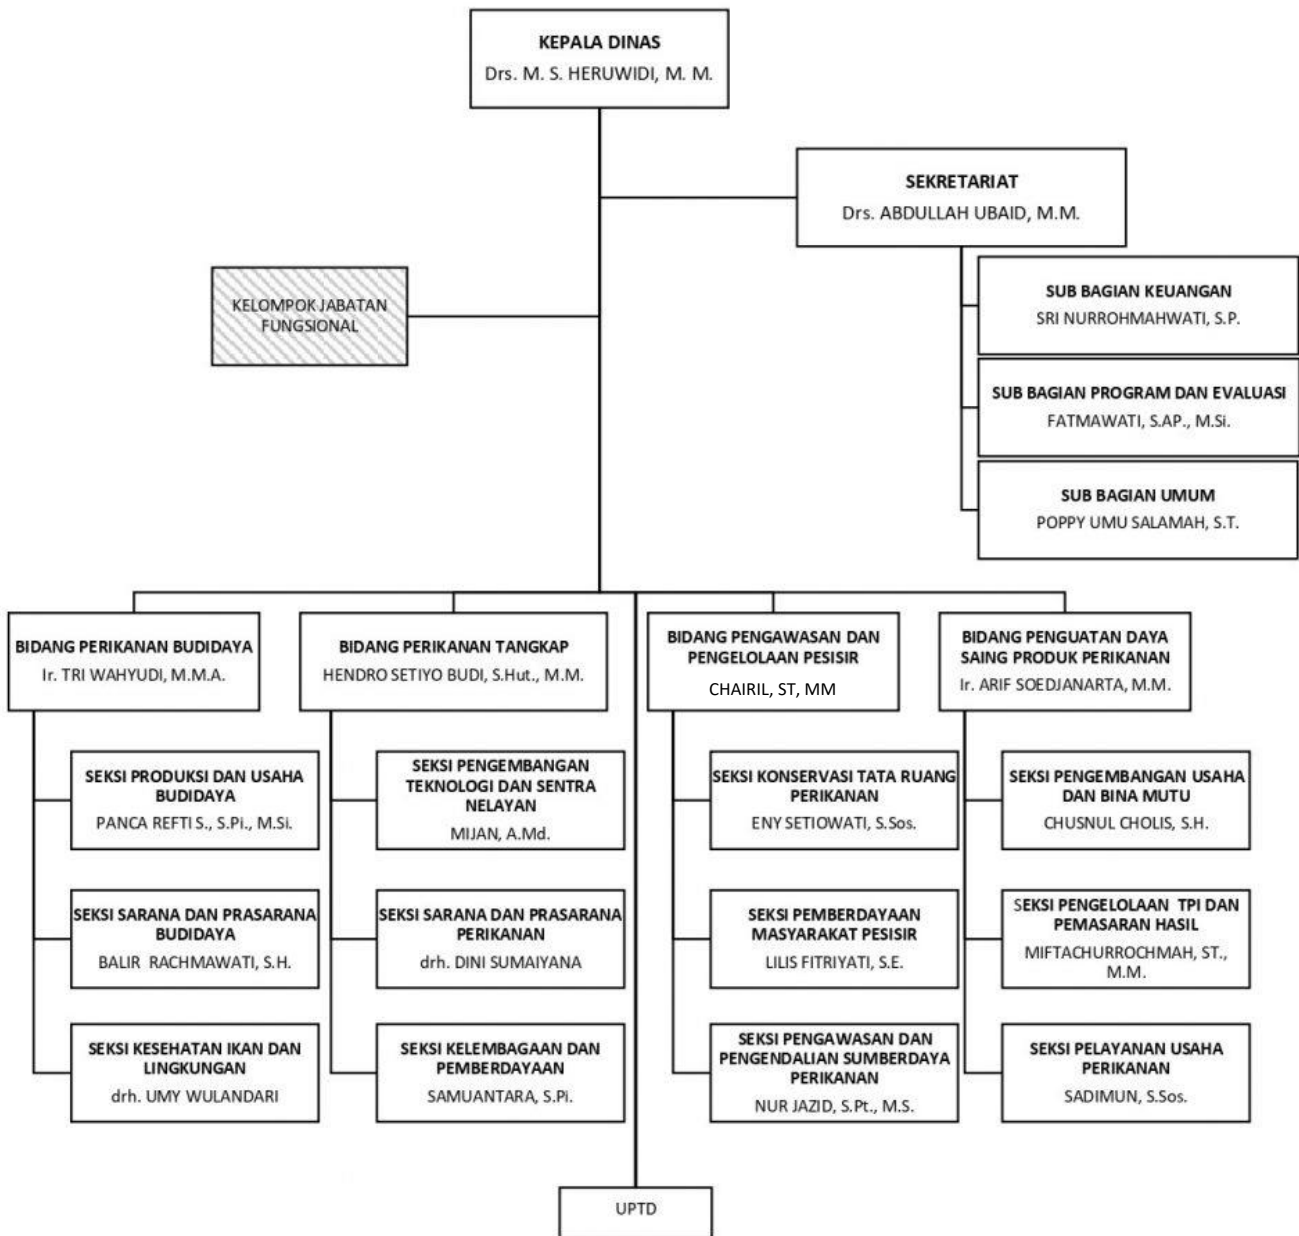 KEPALA DINAS
Drs. M. S. HERUWIDI, M. M.
SEKRETARIAT
Drs. ABDULLAH UBAID, M.M.
KELOMPOK JABATAN
FUNGSIONAL
SUB BAGIAN KEUANGAN
SRI NURROHMAHWATI, S.P.
SUB BAGIAN PROGRAM DAN EVALUASI
FATMAWATI, S.AP., M.Si.
SUB BAGIAN UMUM
POPPY UMU SALAMAH, S.T.
BIDANG PERIKANAN BUDIDAYA
Ir. TRI WAHYUDI, M.M.A.
BIDANG PERIKANAN TANGKAP
HENDRO SETIYO BUDI, S.Hut., M.M.
BIDANG PENGAWASAN DAN
PENGELOLAAN PESISIR
CHAIRIL, ST, MM
BIDANG PENGUATAN DAYA
SAING PRODUK PERIKANAN
Ir. ARIF SOEDJANARTA, M.M.
SEKSI PRODUKSI DAN USAHA
BUDIDAYA
PANCA REFTI S., S.Pi., M.Si.
SEKSI PENGEMBANGAN
TEKNOLOGI DAN SENTRA
NELAYAN
MIJAN, A.Md.
SEKSI KONSERVASI TATA RUANG
PERIKANAN
ENY SETIOWATI, S.Sos.
SEKSI PENGEMBANGAN USAHA
DAN BINA MUTU
CHUSNUL CHOLIS, S.H.
SEKSI SARANA DAN PRASARANA
BUDIDAYA
BALIR RACHMAWATI, S.H.
SEKSI SARANA DAN PRASARANA
PERIKANAN
drh. DINI SUMAIYANA
SEKSI PEMBERDAYAAN
MASYARAKAT PESISIR
LILIS FITRIYATI, S.E.
SEKSI PENGELOLAAN TPI DAN
PEMASARAN HASIL
MIFTACHURROCHMAH, ST.,
M.M.
SEKSI KESEHATAN IKAN DAN
LINGKUNGAN
drh. UMY WULANDARI
SEKSI KELEMBAGAAN DAN
PEMBERDAYAAN
SAMUANTARA, S.Pi.
SEKSI PENGAWASAN DAN
PENGENDALIAN SUMBERDAYA
PERIKANAN
NUR JAZID, S.Pt., M.S.
SEKSI PELAYANAN USAHA
PERIKANAN
SADIMUN, S.Sos.
UPTD